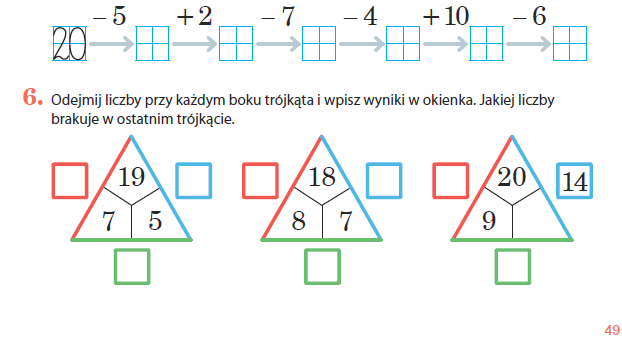 − 5 + 2 − 7 − 4 + 10 − 6
20
6. Odejmij liczby przy każdym boku trójkąta i wpisz wyniki w okienka. Jakiej liczby
brakuje w ostatnim trójkącie.
19 18 20 14
7 5 8 7 9
49